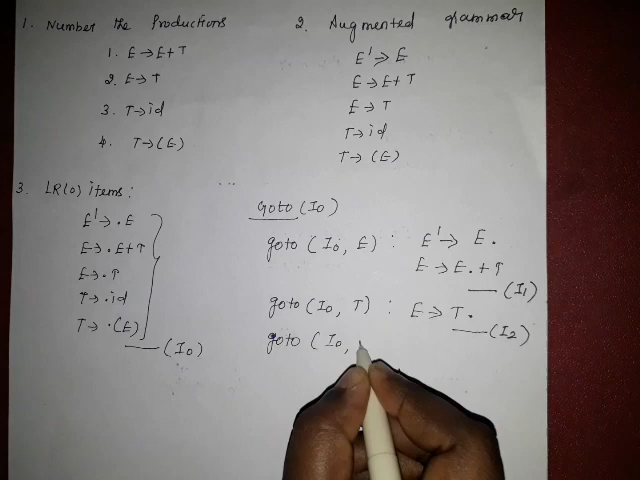 1. Number the Productions
1. E→E+T
2. E→T
3. T→id
4. T→(E)
2. Augmented grammar
E'→E
E→E+T
E→T
T→id
T→(E)
3. LR(0) items:
E'→.E
E→.E+T
E→.T
T→.id
T→.(E)
—(I0)
...
Goto (I0)
goto (I0, E) : E'→ E.
E→ E.+T
—(I1)
goto (I0, T) : E→ T.
—(I2)
goto (I0,